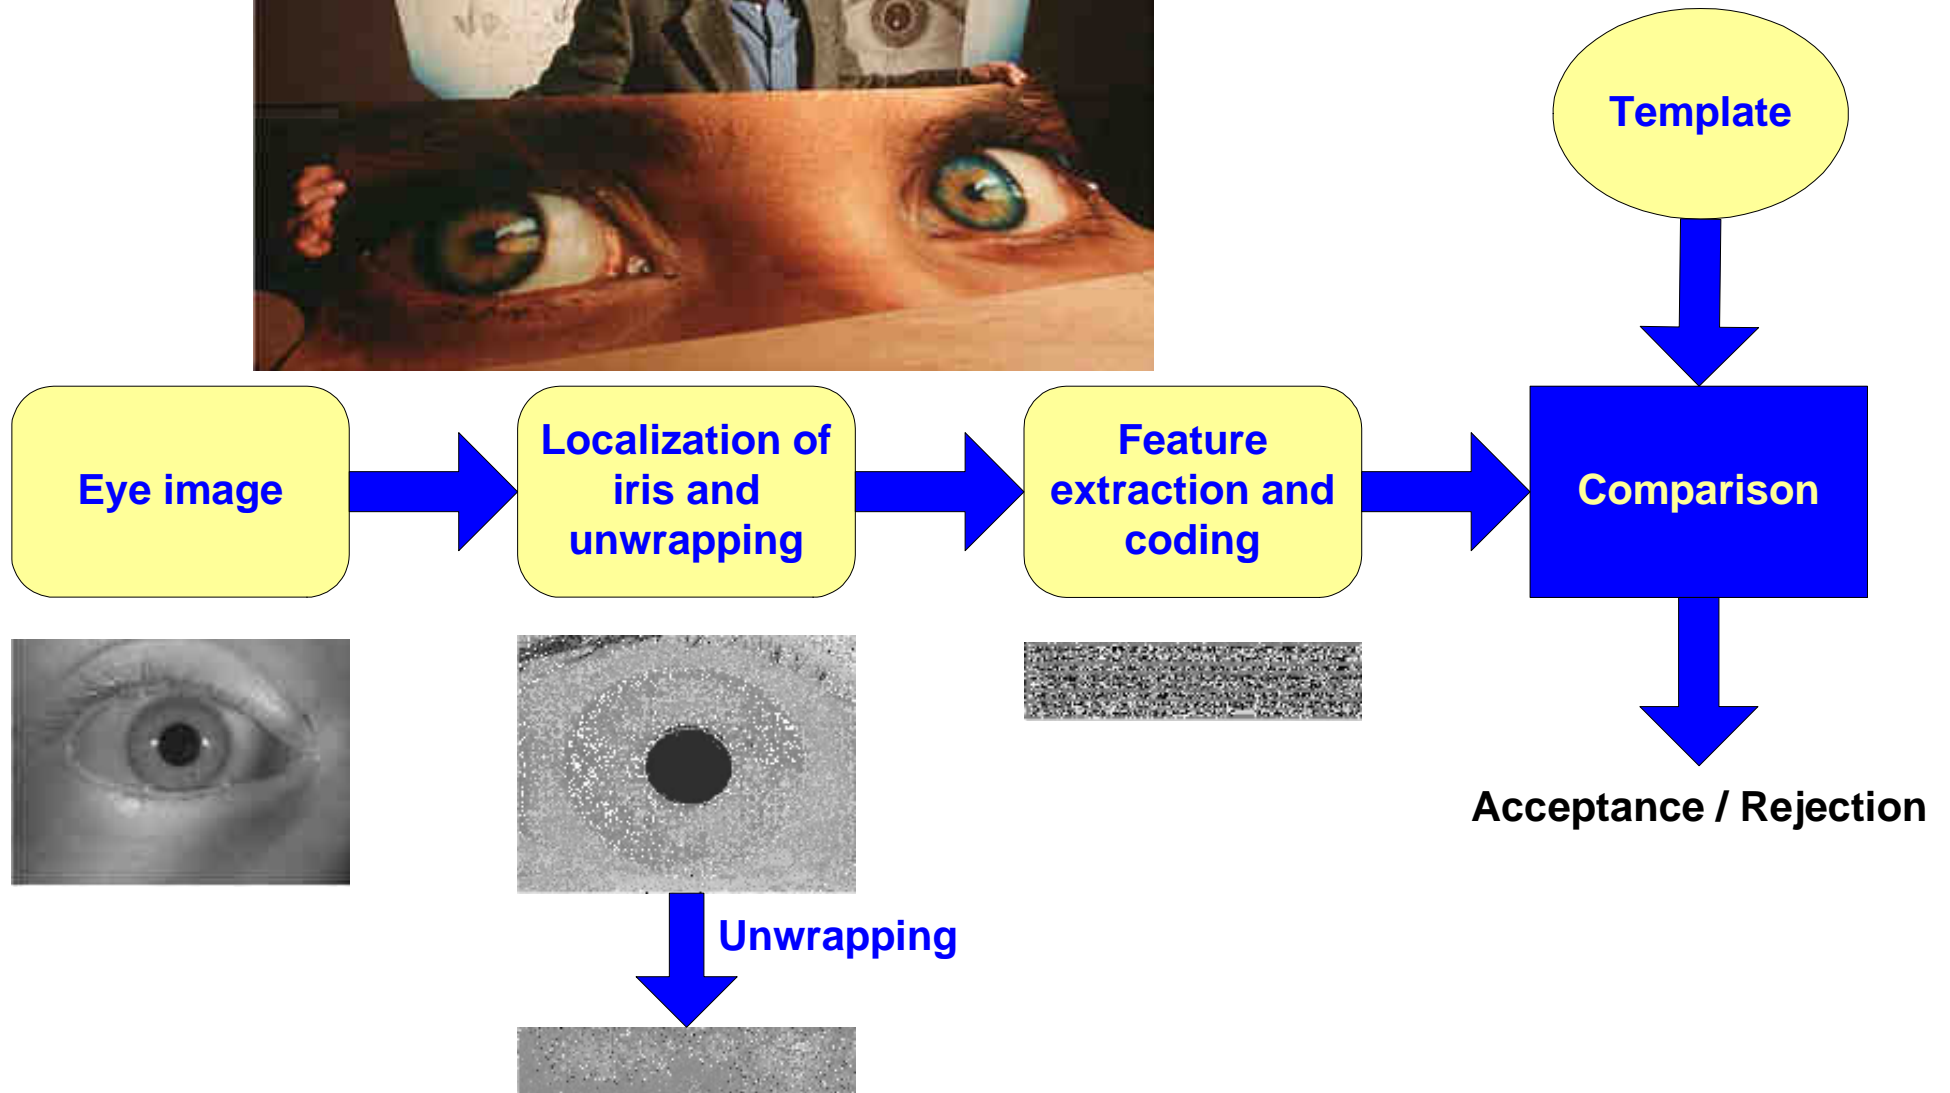 Template
Eye image
Localization of
iris and
unwrapping
Feature
extraction and
coding
Comparison
Acceptance / Rejection
Unwrapping